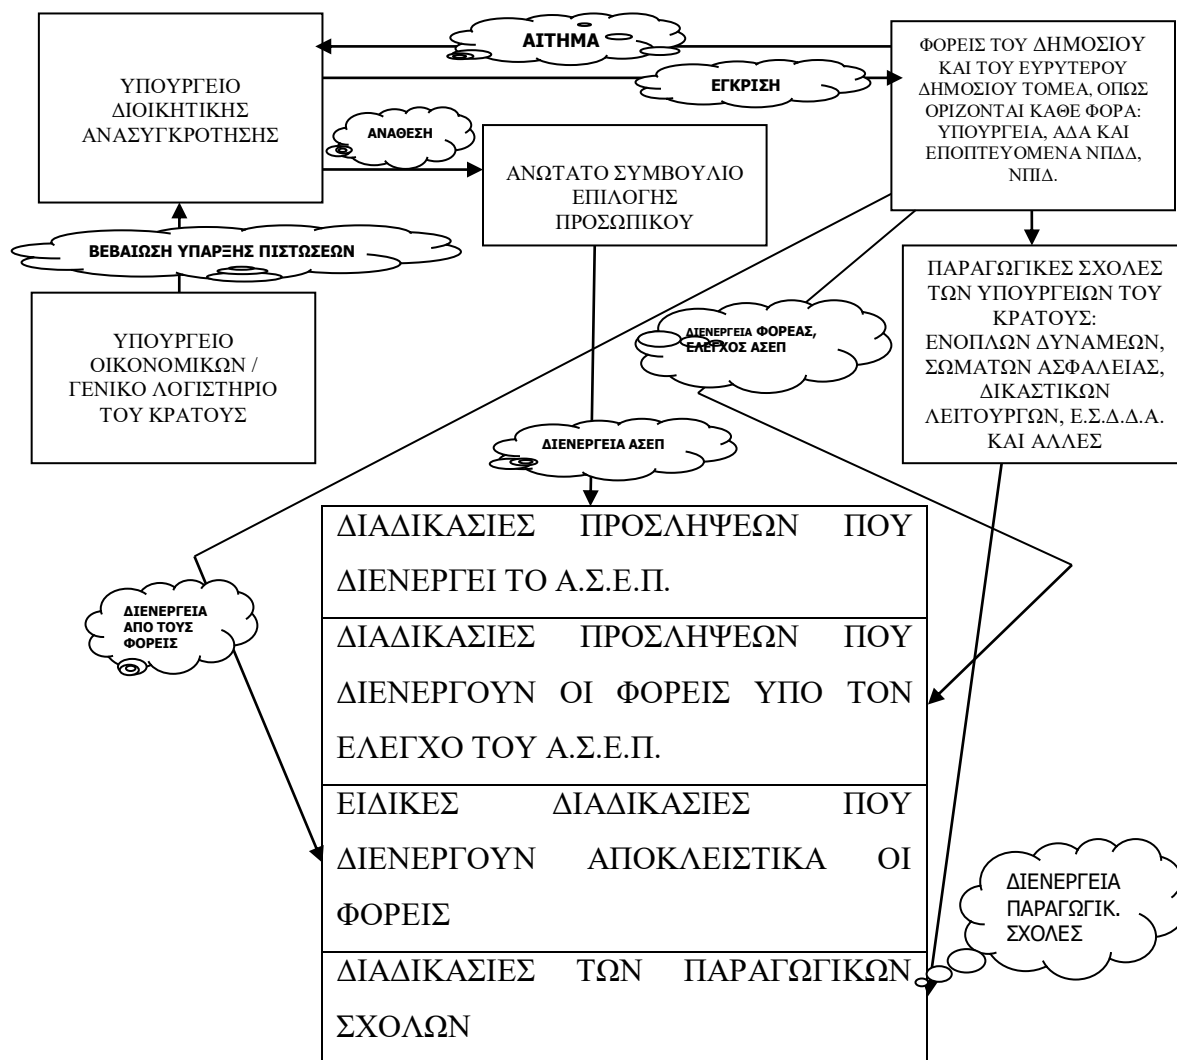 ΑΙΤΗΜΑ
ΥΠΟΥΡΓΕΙΟ
ΔΙΟΙΚΗΤΙΚΗΣ
ΑΝΑΣΥΓΚΡΟΤΗΣΗΣ
ΕΓΚΡΙΣΗ
ΦΟΡΕΙΣ ΤΟΥ ΔΗΜΟΣΙΟΥ
ΚΑΙ ΤΟΥ ΕΥΡΥΤΕΡΟΥ
ΔΗΜΟΣΙΟΥ ΤΟΜΕΑ, ΟΠΩΣ
ΟΡΙΖΟΝΤΑΙ ΚΑΘΕ ΦΟΡΑ:
ΥΠΟΥΡΓΕΙΑ, ΑΔΑ ΚΑΙ
ΕΠΟΠΤΕΥΟΜΕΝΑ ΝΠΔΔ,
ΝΠΙΔ.
ΑΝΑΘΕΣΗ
ΑΝΩΤΑΤΟ ΣΥΜΒΟΥΛΙΟ
ΕΠΙΛΟΓΗΣ
ΠΡΟΣΩΠΙΚΟΥ
ΒΕΒΑΙΩΣΗ ΥΠΑΡΞΗΣ ΠΙΣΤΩΣΕΩΝ
ΥΠΟΥΡΓΕΙΟ
ΟΙΚΟΝΟΜΙΚΩΝ /
ΓΕΝΙΚΟ ΛΟΓΙΣΤΗΡΙΟ
ΤΟΥ ΚΡΑΤΟΥΣ
ΔΙΕΝΕΡΓΕΙΑ ΦΟΡΕΑΣ,
ΕΛΕΓΧΟΣ ΑΣΕΠ
ΠΑΡΑΓΩΓΙΚΕΣ ΣΧΟΛΕΣ
ΤΩΝ ΥΠΟΥΡΓΕΙΩΝ ΤΟΥ
ΚΡΑΤΟΥΣ:
ΕΝΟΠΛΩΝ ΔΥΝΑΜΕΩΝ,
ΣΩΜΑΤΩΝ ΑΣΦΑΛΕΙΑΣ,
ΔΙΚΑΣΤΙΚΩΝ
ΛΕΙΤΟΥΡΓΩΝ, Ε.Σ.Δ.Δ.Α.
ΚΑΙ ΑΛΛΕΣ
ΔΙΕΝΕΡΓΕΙΑ ΑΣΕΠ
ΔΙΑΔΙΚΑΣΙΕΣ ΠΡΟΣΛΗΨΕΩΝ ΠΟΥ
ΔΙΕΝΕΡΓΕΙ ΤΟ Α.Σ.Ε.Π.
ΔΙΕΝΕΡΓΕΙΑ
ΑΠΟ ΤΟΥΣ
ΦΟΡΕΙΣ
ΔΙΑΔΙΚΑΣΙΕΣ ΠΡΟΣΛΗΨΕΩΝ ΠΟΥ
ΔΙΕΝΕΡΓΟΥΝ ΟΙ ΦΟΡΕΙΣ ΥΠΟ ΤΟΝ
ΕΛΕΓΧΟ ΤΟΥ Α.Σ.Ε.Π.
ΕΙΔΙΚΕΣ ΔΙΑΔΙΚΑΣΙΕΣ ΠΟΥ
ΔΙΕΝΕΡΓΟΥΝ ΑΠΟΚΛΕΙΣΤΙΚΑ ΟΙ
ΦΟΡΕΙΣ
ΔΙΕΝΕΡΓΕΙΑ
ΠΑΡΑΓΩΓΙΚ.
ΣΧΟΛΕΣ
ΔΙΑΔΙΚΑΣΙΕΣ ΤΩΝ ΠΑΡΑΓΩΓΙΚΩΝ
ΣΧΟΛΩΝ